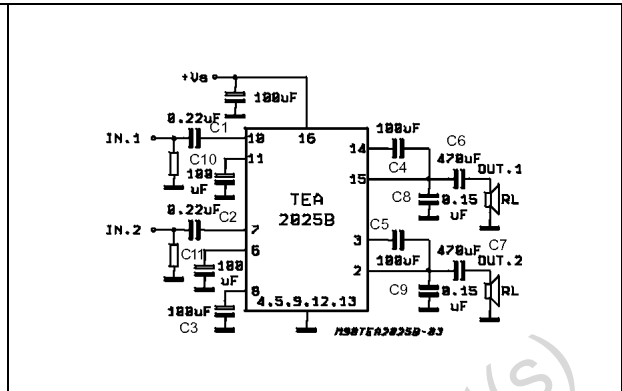 +Vs
100uF
0.22uF
C1
IN.1
10
16
C10
11
100
uF
14
100uF
C4
C6
470uF
OUT.1
15
C8
0.15
uF
RL
TEA
2025B
0.22uF
C2
IN.2
7
6
C11
100
uF
8
100uF
C3
3
C5
100uF
2
C9
470uF
C7
OUT.2
0.15
uF
RL
4.5.9.12.13
M90TEA2025B-03
(s)